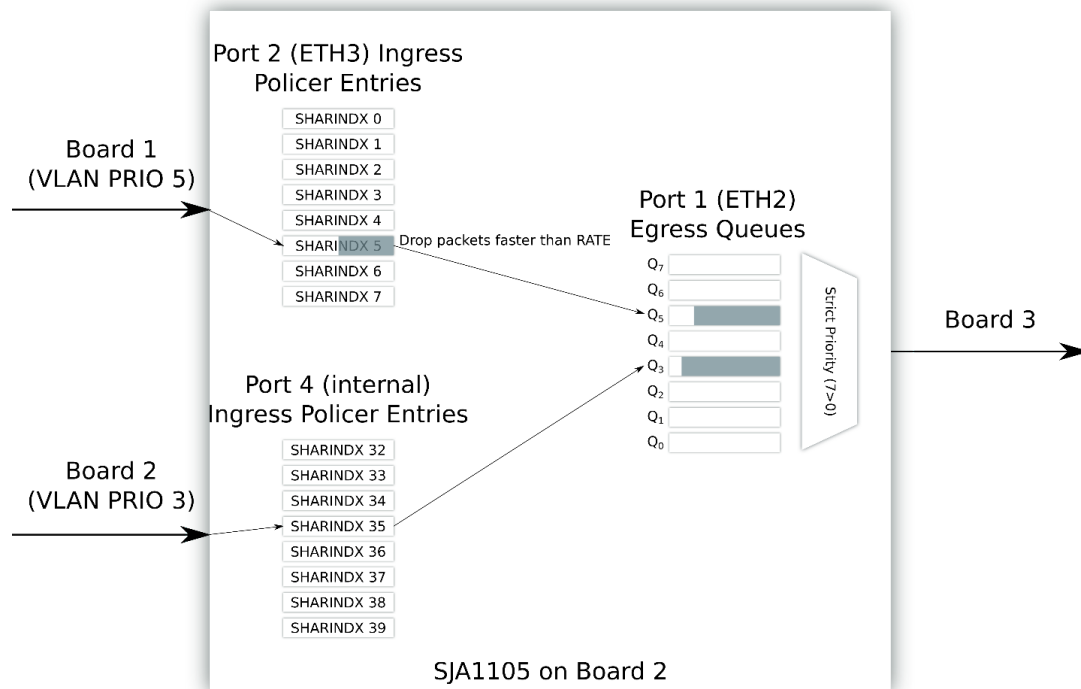 Port 2 (ETH3) Ingress
Policer Entries
SHARINDX 0
SHARINDX 1
SHARINDX 2
SHARINDX 3
SHARINDX 4
SHARINDX 5
SHARINDX 6
SHARINDX 7
Board 1
(VLAN PRIO 5)
Drop packets faster than RATE
Port 4 (internal)
Ingress Policer Entries
SHARINDX 32
SHARINDX 33
SHARINDX 34
SHARINDX 35
SHARINDX 36
SHARINDX 37
SHARINDX 38
SHARINDX 39
Board 2
(VLAN PRIO 3)
Port 1 (ETH2)
Egress Queues
Q7
Q6
Q5
Q4
Q3
Q2
Q1
Q0
Strict Priority (7>0)
Board 3
SJA1105 on Board 2